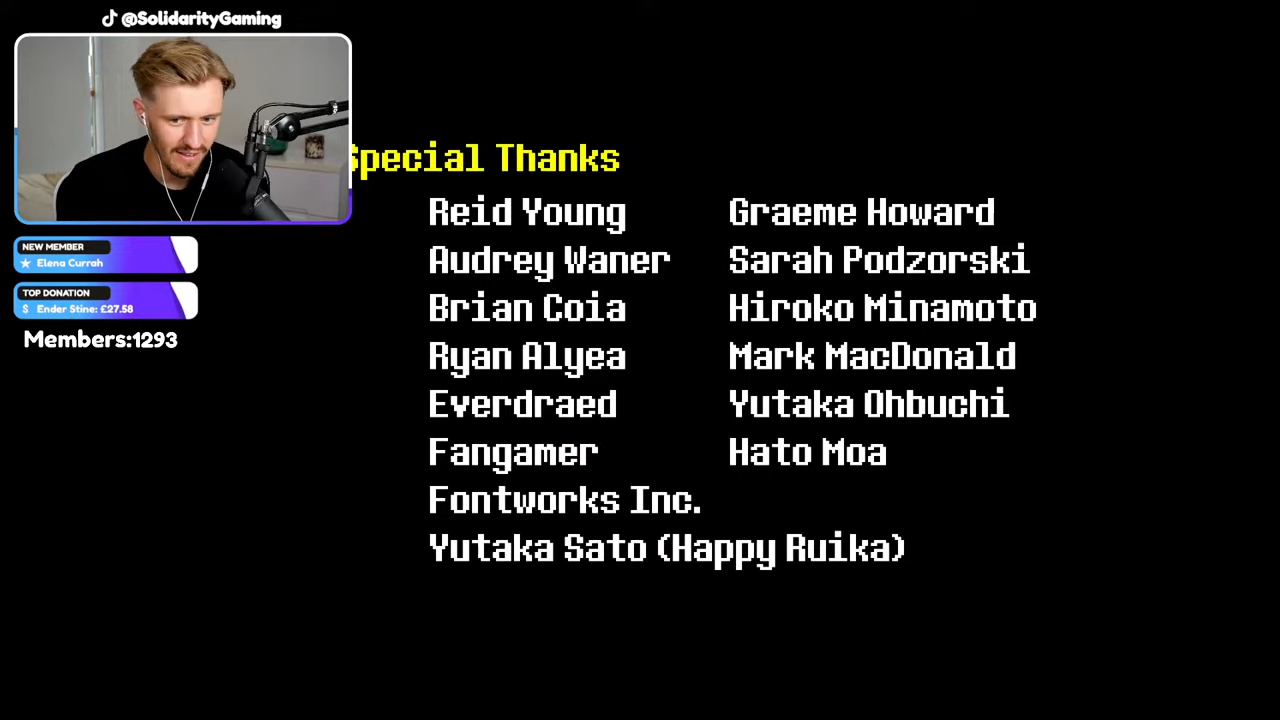 @SolidarityGaming
NEW MEMBER
Elena Currah
TOP DONATION
$ Ender Stine: £27.58
Members:1293
Special Thanks
Reid Young
Graeme Howard
Audrey Waner
Sarah Podzorski
Brian Coia
Hiroko Minamoto
Ryan Alyea
Mark MacDonald
Everdraed
Yutaka Ohbuchi
Fangamer
Hato Moa
Fontworks Inc.
Yutaka Sato (Happy Ruika)